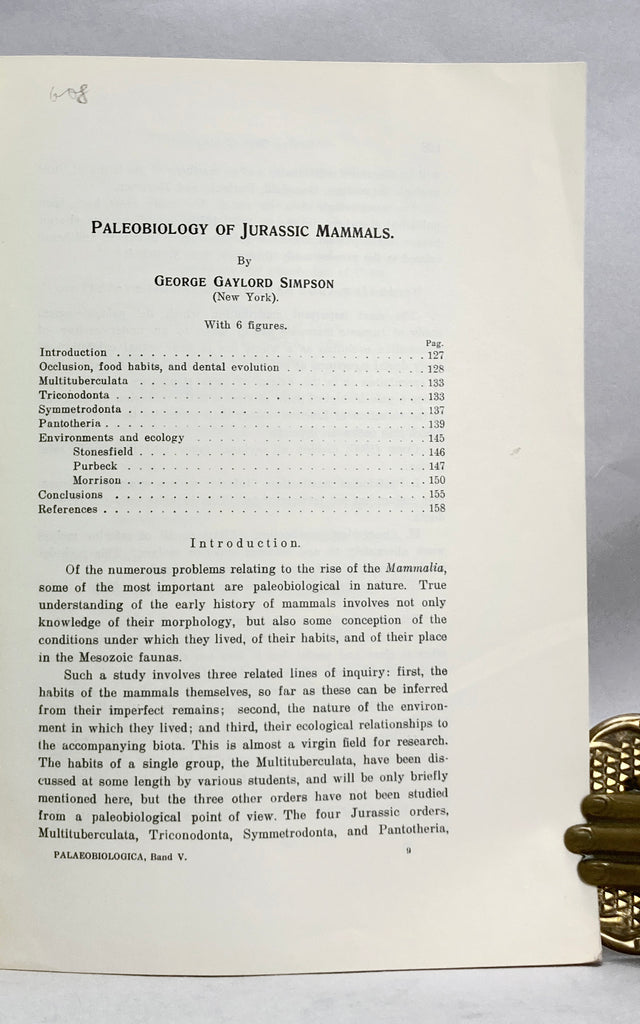 608
PALEOBIOLOGY OF JURASSIC MAMMALS.
By
GEORGE GAYLORD SIMPSON
(New York).
With 6 figures.
Pag.
Introduction . . . . . . . . . . . . . . . . . . . . . . . . . . . 127
Occlusion, food habits, and dental evolution . . . . . . . . . . . . 128
Multituberculata . . . . . . . . . . . . . . . . . . . . . . . . . 133
Triconodonta . . . . . . . . . . . . . . . . . . . . . . . . . . . 133
Symmetrodonta . . . . . . . . . . . . . . . . . . . . . . . . . . 137
Pantotheria . . . . . . . . . . . . . . . . . . . . . . . . . . . . 139
Environments and ecology . . . . . . . . . . . . . . . . . . . . 145
Stonesfield . . . . . . . . . . . . . . . . . . . . . . . . . 146
Purbeck . . . . . . . . . . . . . . . . . . . . . . . . . . 147
Morrison . . . . . . . . . . . . . . . . . . . . . . . . . . 150
Conclusions . . . . . . . . . . . . . . . . . . . . . . . . . . . 155
References . . . . . . . . . . . . . . . . . . . . . . . . . . . . 158
Introduction.
Of the numerous problems relating to the rise of the Mammalia,
some of the most important are paleobiological in nature. True
understanding of the early history of mammals involves not only
knowledge of their morphology, but also some conception of the
conditions under which they lived, of their habits, and of their place
in the Mesozoic faunas.
Such a study involves three related lines of inquiry: first, the
habits of the mammals themselves, so far as these can be inferred
from their imperfect remains; second, the nature of the environ-
ment in which they lived; and third, their ecological relationships to
the accompanying biota. This is almost a virgin field for research.
The habits of a single group, the Multituberculata, have been dis-
cussed at some length by various students, and will be only briefly
mentioned here, but the three other orders have not been studied
from a paleobiological point of view. The four Jurassic orders,
Multituberculata, Triconodonta, Symmetrodonta, and Pantotheria,
PALAEOBIOLOGICA, Band V. 9